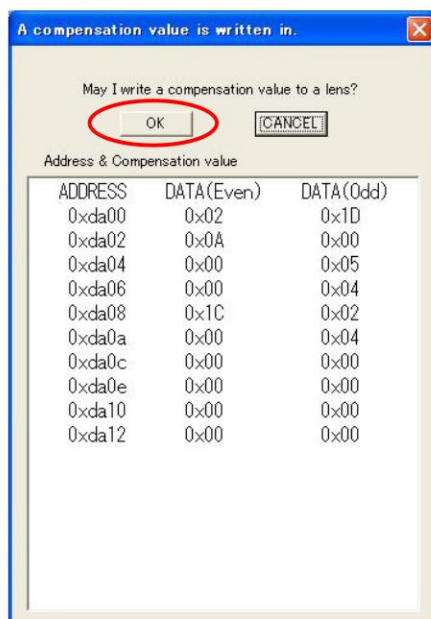 A compensation value is written in.
May I write a compensation value to a lens?
OK CANCEL
Address & Compensation value
ADDRESS DATA(Even) DATA(Odd)
0xda00 0x02 0x1D
0xda02 0x0A 0x00
0xda04 0x00 0x05
0xda06 0x00 0x04
0xda08 0x1C 0x02
0xda0a 0x00 0x04
0xda0c 0x00 0x00
0xda0e 0x00 0x00
0xda10 0x00 0x00
0xda12 0x00 0x00